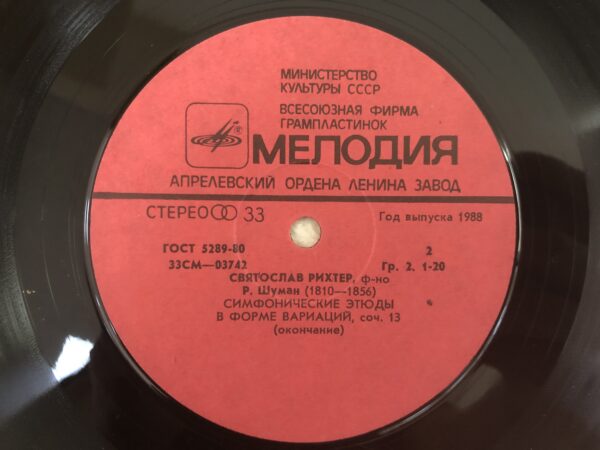 МИНИСТЕРСТВО
КУЛЬТУРЫ СССР
ВСЕСОЮЗНАЯ ФИРМА
ГРАМПЛАСТИНОК
®
МЕЛОДИЯ
АПРЕЛЕВСКИЙ ОРДЕНА ЛЕНИНА ЗАВОД
СТЕРЕО 33
Год выпуска 1988
ГОСТ 5289-80
2
33СМ—03742
Гр. 2. 1-20
СВЯТОСЛАВ РИХТЕР, ф-но
Р. Шуман (1810—1856)
СИМФОНИЧЕСКИЕ ЭТЮДЫ
В ФОРМЕ ВАРИАЦИЙ, соч. 13
(окончание)